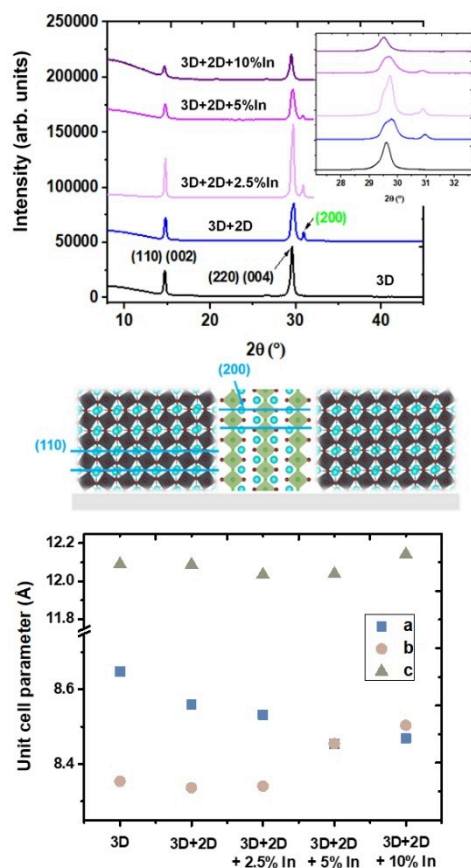 Intensity (arb. units)
250000
200000
150000
100000
50000
0
3D+2D+10%In
3D+2D+5%In
3D+2D+2.5%In
3D+2D
(200)
(110) (002)
(220) (004)
3D
10
20
30
40
2θ (°)
28
29
30
31
32
2θ (°)
(200)
(110)
Unit cell parameter (Å)
12.2
12.0
11.8
8.6
8.4
a
b
c
3D
3D+2D
3D+2D
+ 2.5% In
3D+2D
+ 5% In
3D+2D
+ 10% In